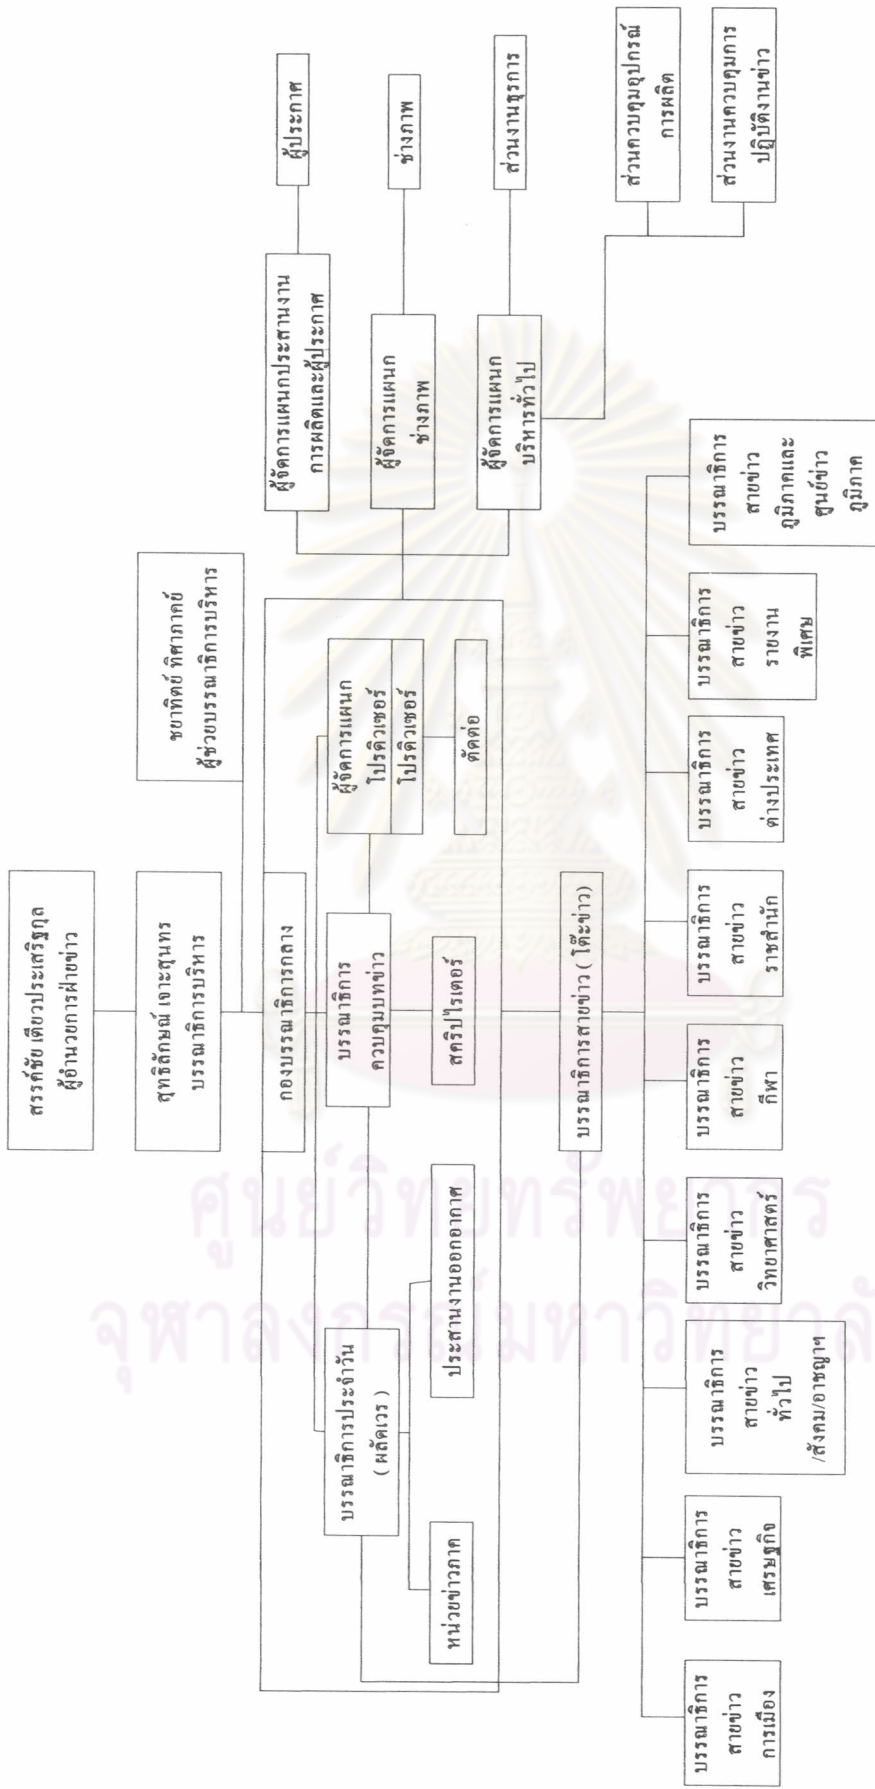 สรรค์ชัย เตียวประเสริฐกุล
ผู้อำนวยการฝ่ายข่าว
สุทธิลักษณ์ เจาะสุนทร
บรรณาธิการบริหาร
ชยาทิตย์ ทิศาภาคย์
ผู้ช่วยบรรณาธิการบริหาร
กองบรรณาธิการกลาง
บรรณาธิการประจำวัน
( ผลัดเวร )
บรรณาธิการ
ควบคุมบทข่าว
ผู้จัดการแผนก
โปรดิวเซอร์
โปรดิวเซอร์
หน่วยข่าวภาค
ประสานงานออกอากาศ
สคริปไรเตอร์
ตัดต่อ
ผู้จัดการแผนกประสานงาน
การผลิตและผู้ประกาศ
ผู้ประกาศ
ผู้จัดการแผนก
ช่างภาพ
ช่างภาพ
ผู้จัดการแผนก
บริหารทั่วไป
ส่วนงานธุรการ
ส่วนควบคุมอุปกรณ์
การผลิต
ส่วนงานควบคุมการ
ปฏิบัติงานข่าว
บรรณาธิการสายข่าว ( โต๊ะข่าว)
บรรณาธิการ
สายข่าว
การเมือง
บรรณาธิการ
สายข่าว
เศรษฐกิจ
บรรณาธิการ
สายข่าว
ทั่วไป
/สังคม/อาชญาฯ
บรรณาธิการ
สายข่าว
วิทยาศาสตร์
บรรณาธิการ
สายข่าว
กีฬา
บรรณาธิการ
สายข่าว
ราชสำนัก
บรรณาธิการ
สายข่าว
ต่างประเทศ
บรรณาธิการ
สายข่าว
รายงาน
พิเศษ
บรรณาธิการ
สายข่าว
ภูมิภาคและ
ศูนย์ข่าว
ภูมิภาค
ศูนย์วิทยทรัพยากร
จุฬาลงกรณ์มหาวิทยาลั